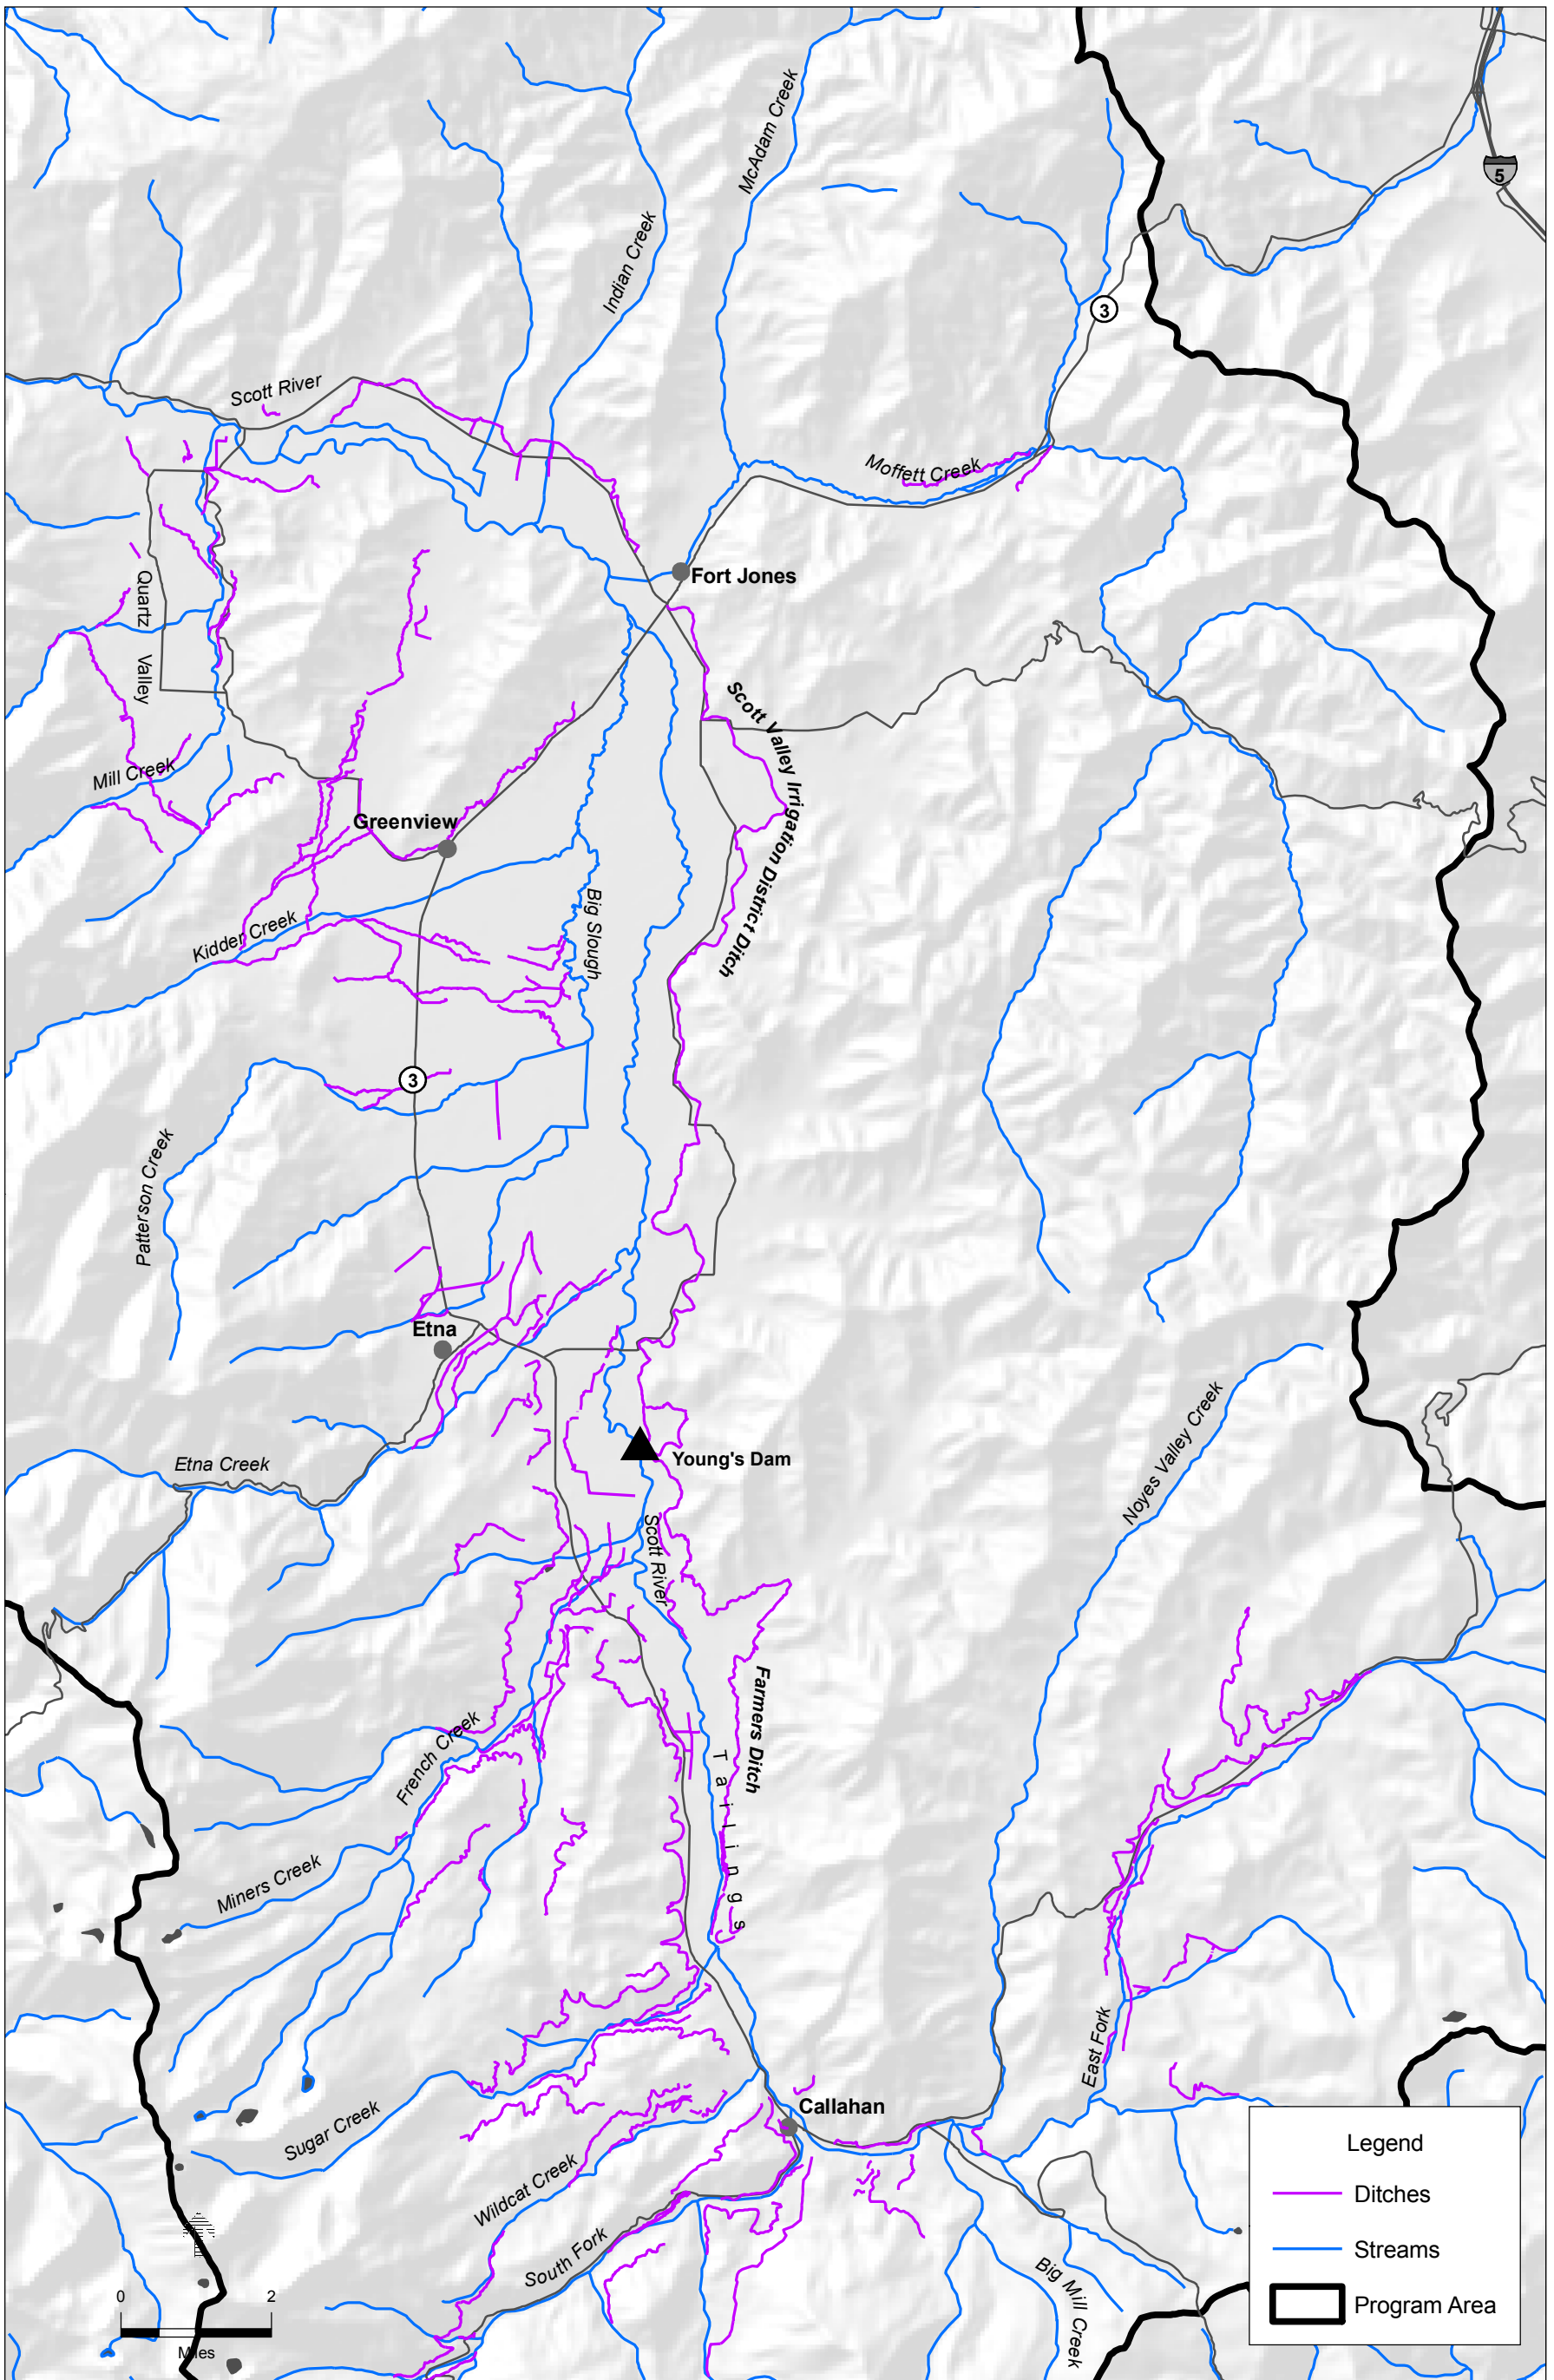 McAdam Creek
5
Indian Creek
3
Scott River
Moffett Creek
Fort Jones
Quartz Valley
Scott Valley Irrigation District Ditch
Mill Creek
Greenview
Big Slough
Kidder Creek
3
Patterson Creek
Etna
Noyes Valley Creek
Young's Dam
Etna Creek
Scott River
Farmers Ditch
French Creek
Tailings
Miners Creek
East Fork
Callahan
Sugar Creek
Wildcat Creek
South Fork
Big Mill Creek
Legend
Ditches
Streams
Program Area
0 2
Miles